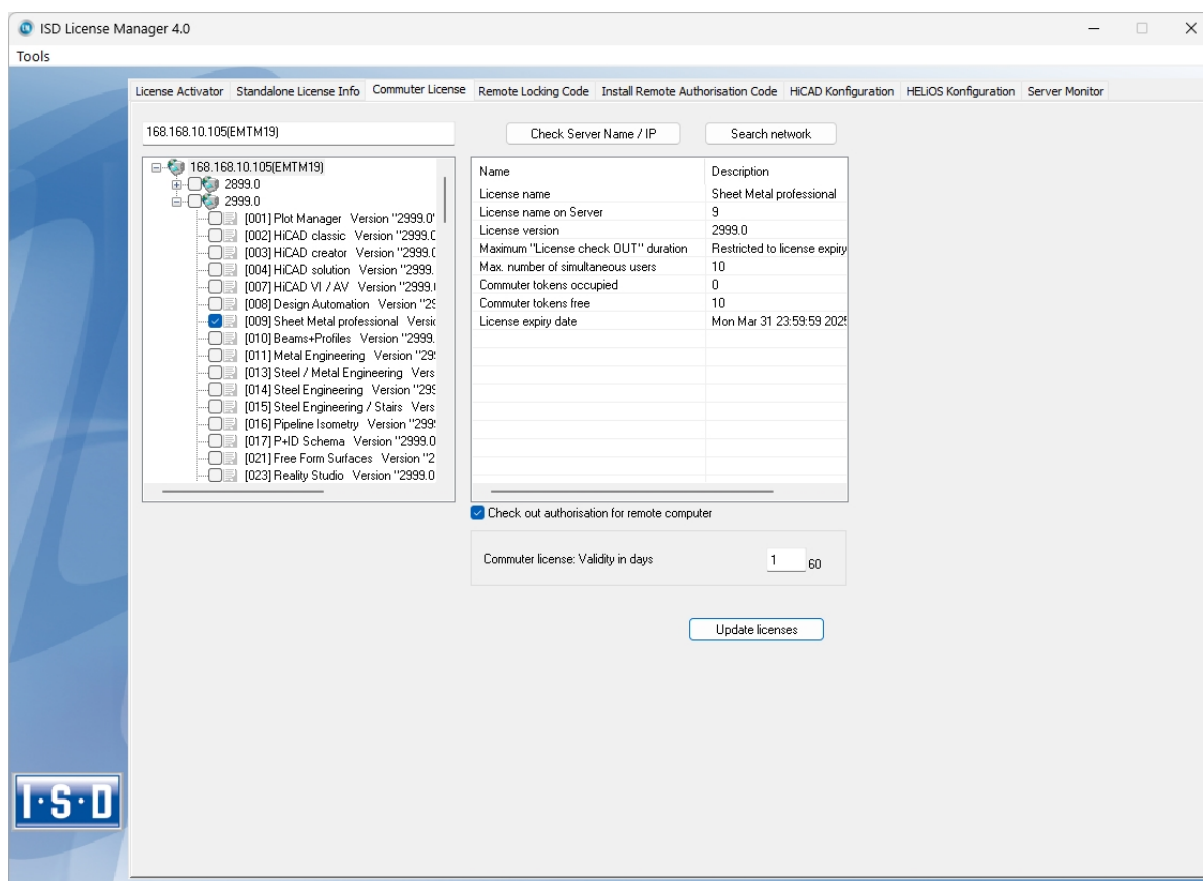 ISD License Manager 4.0
Tools
License Activator Standalone License Info Commuter License Remote Locking Code Install Remote Authorisation Code HiCAD Konfiguration HELiOS Konfiguration Server Monitor
168.168.10.105(EMTM19)
Check Server Name / IP
Search network
168.168.10.105(EMTM19)
2899.0
2999.0
[001] Plot Manager Version "2999.0"
[002] HiCAD classic Version "2999.0
[003] HiCAD creator Version "2999.0
[004] HiCAD solution Version "2999.
[007] HiCAD VI / AV Version "2999.0
[008] Design Automation Version "29
[009] Sheet Metal professional Versio
[010] Beams+Profiles Version "2999.
[011] Metal Engineering Version "299
[013] Steel / Metal Engineering Vers
[014] Steel Engineering Version "299
[015] Steel Engineering / Stairs Vers
[016] Pipeline Isometry Version "2999
[017] P+ID Schema Version "2999.0
[021] Free Form Surfaces Version "2
[023] Reality Studio Version "2999.0
Name Description
License name Sheet Metal professional
License name on Server 9
License version 2999.0
Maximum "License check OUT" duration Restricted to license expiry
Max. number of simultaneous users 10
Commuter tokens occupied 0
Commuter tokens free 10
License expiry date Mon Mar 31 23:59:59 2025
Check out authorisation for remote computer
Commuter license: Validity in days 1 60
Update licenses
I·S·D